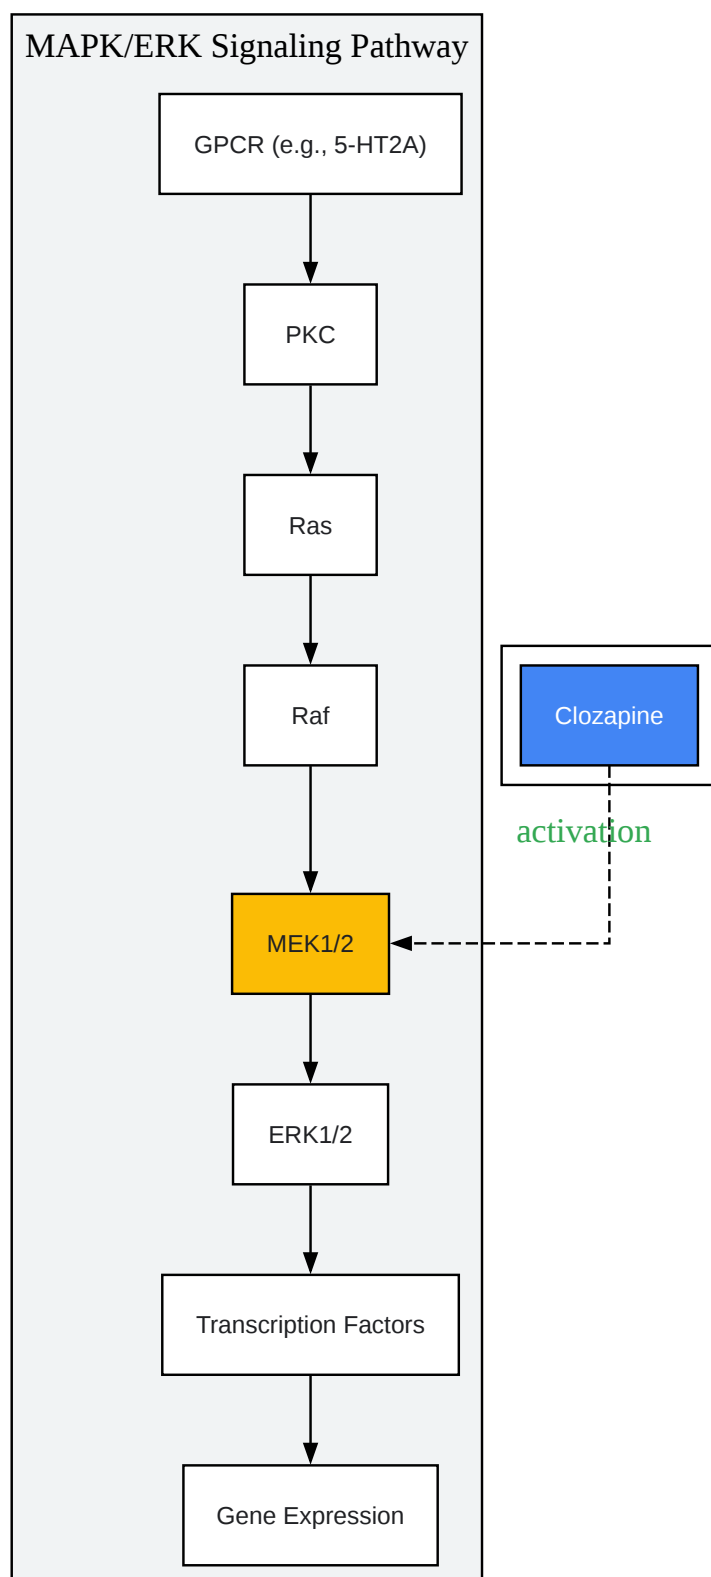 MAPK/ERK Signaling Pathway
GPCR (e.g., 5-HT2A)
PKC
Ras
Raf
Clozapine
activation
MEK1/2
ERK1/2
Transcription Factors
Gene Expression